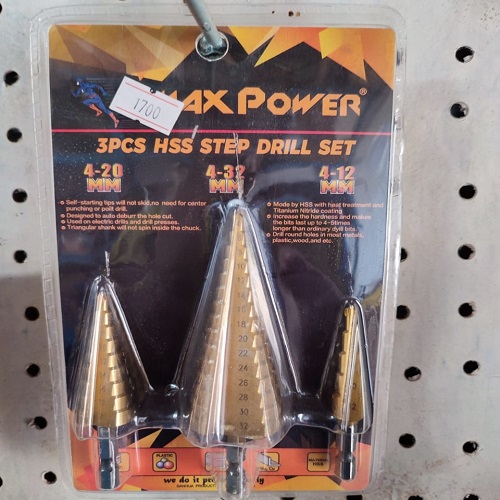 1700
MAXPOWER®
3PCS HSS STEP DRILL SET
4-20
MM
4-32
MM
4-12
MM
Self-starting tips will not skid,no need for center
punching or poilt drill.
Designed to auto deburr the hole cut.
Used on electric drills and drill presses.
Triangular shank will not spin inside the chuck.
Made by HSS with heat treatment and
Titanium Nitride coating
Increase the hardness and makes
the bits last up to 4-5times
longer than ordinary dyill bits.
Drill round holes in most metals,
plastic,wood,and etc.
18
20
22
24
26
28
30
32
PLASTIC
HSS
we do it